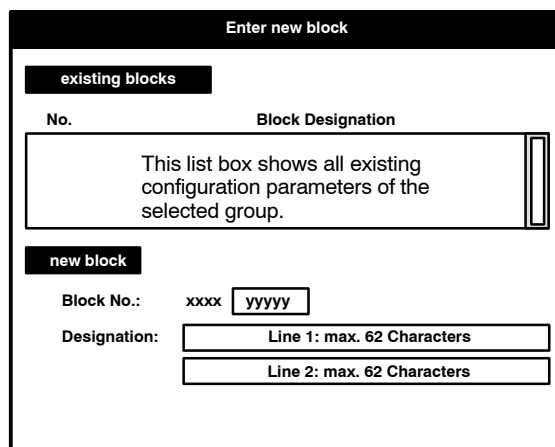 Enter new block
existing blocks
No. Block Designation
This list box shows all existing
configuration parameters of the
selected group.
new block
Block No.: xxxx yyyyy
Designation: Line 1: max. 62 Characters
Line 2: max. 62 Characters